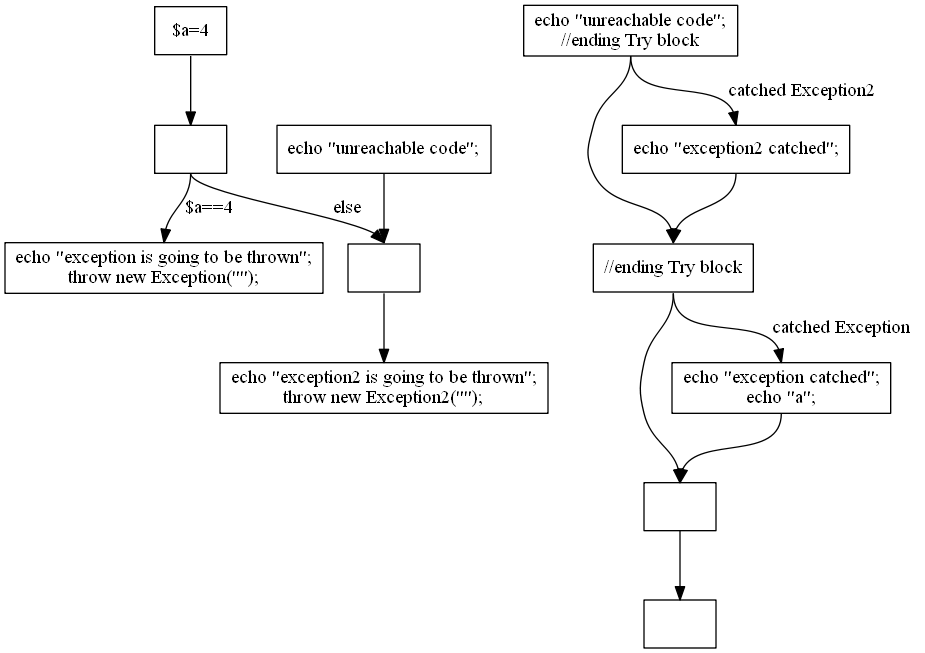 $a=4
$a==4
else
echo "unreachable code";
echo "exception is going to be thrown";
throw new Exception("");
echo "exception2 is going to be thrown";
throw new Exception2("");
echo "unreachable code";
//ending Try block
catched Exception2
echo "exception2 catched";
//ending Try block
catched Exception
echo "exception catched";
echo "a";